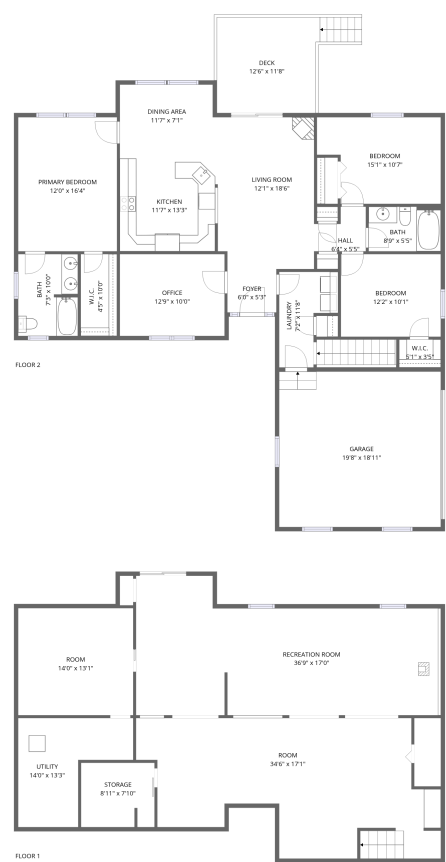 DECK
12'6" x 11'8"
DINING AREA
11'7" x 7'1"
BEDROOM
15'1" x 10'7"
PRIMARY BEDROOM
12'0" x 16'4"
LIVING ROOM
12'1" x 18'6"
KITCHEN
11'7" x 13'3"
BATH
8'9" x 5'5"
HALL
6'4" x 5'5"
BATH
7'3" x 10'0"
W.I.C.
4'5" x 10'0"
OFFICE
12'9" x 10'0"
FOYER
6'0" x 5'3"
LAUNDRY
7'2" x 11'8"
BEDROOM
12'2" x 10'1"
W.I.C.
5'1" x 3'5"
FLOOR 2
GARAGE
19'8" x 18'11"
ROOM
14'0" x 13'1"
RECREATION ROOM
36'9" x 17'0"
ROOM
34'6" x 17'1"
UTILITY
14'0" x 13'3"
STORAGE
8'11" x 7'10"
FLOOR 1